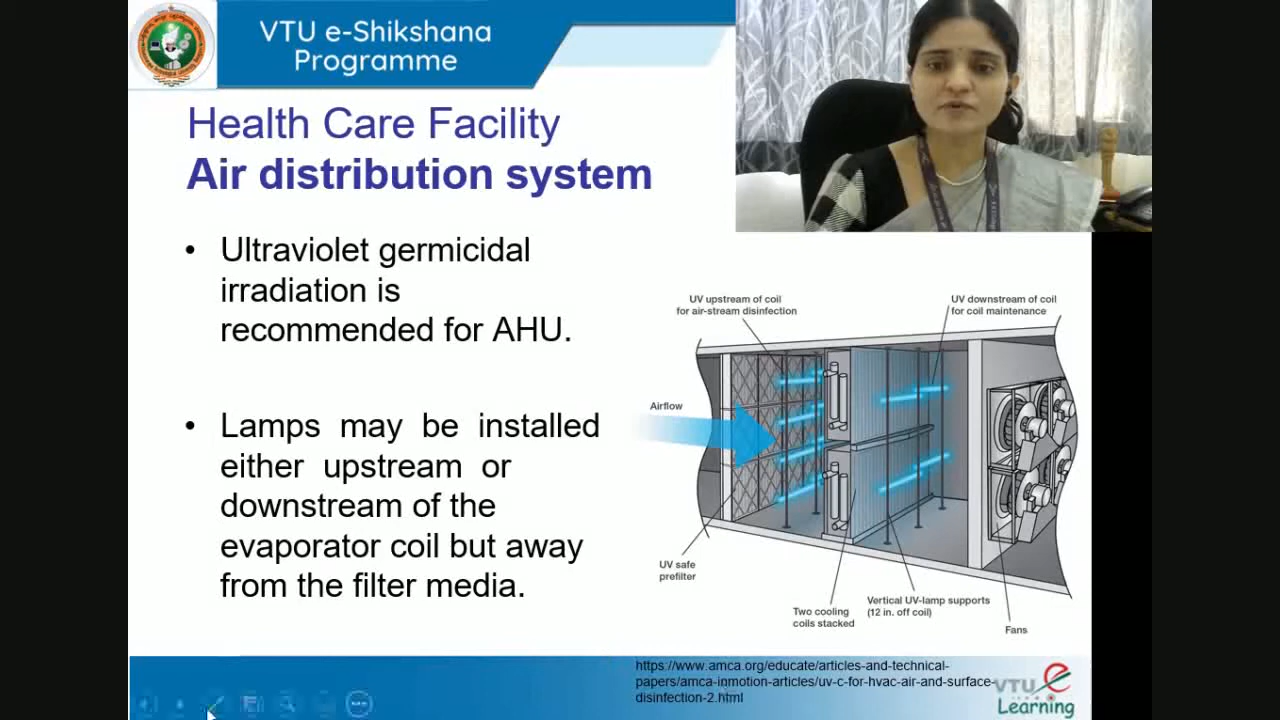 VTU e-Shikshana
Programme
Health Care Facility
Air distribution system
• Ultraviolet germicidal
irradiation is
recommended for AHU.
• Lamps may be installed
either upstream or
downstream of the
evaporator coil but away
from the filter media.
UV upstream of coil
for air-stream disinfection
UV downstream of coil
for coil maintenance
Airflow
UV safe
prefilter
Two cooling
coils stacked
Vertical UV-lamp supports
(12 in. off coil)
Fans
https://www.amca.org/educate/articles-and-technical-
papers/amca-inmotion-articles/uv-c-for-hvac-air-and-surface-
disinfection-2.html
VTU e
Learning